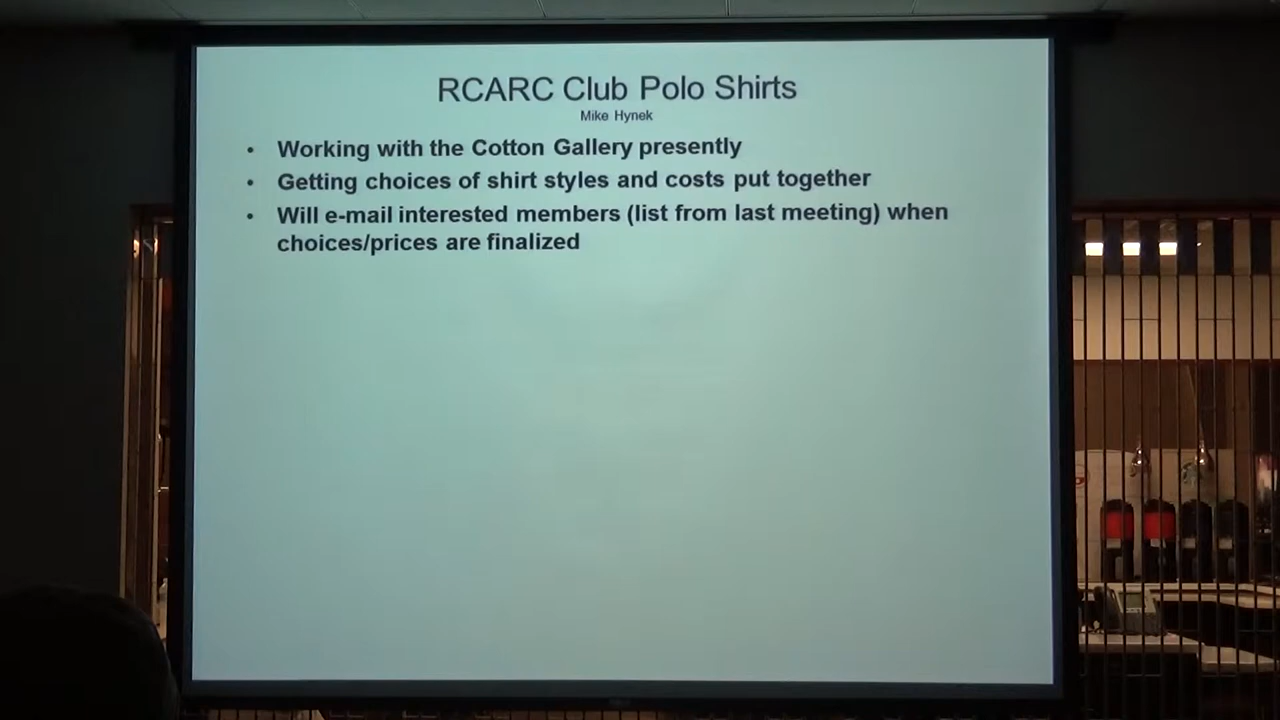 RCARC Club Polo Shirts
Mike Hynek
• Working with the Cotton Gallery presently
• Getting choices of shirt styles and costs put together
• Will e-mail interested members (list from last meeting) when
choices/prices are finalized